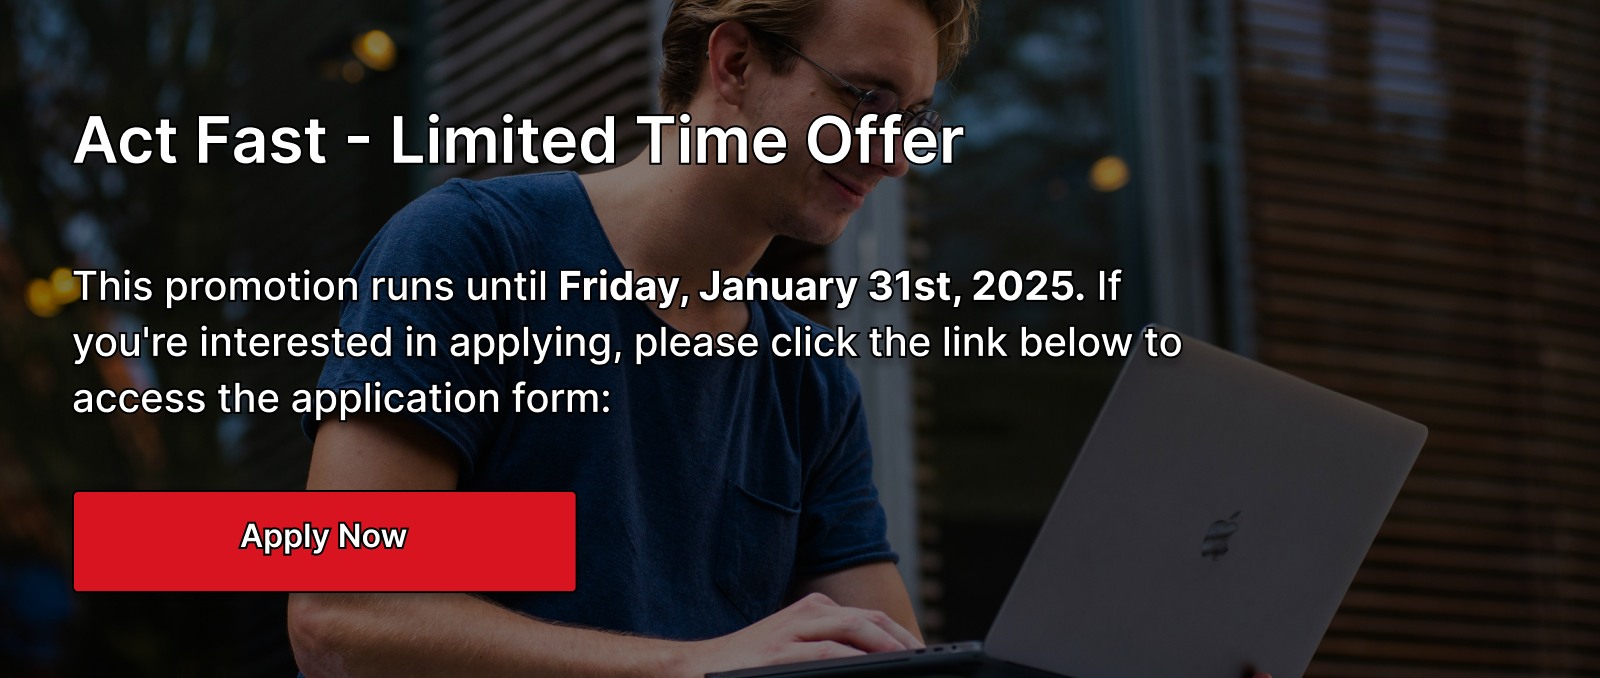 Act Fast - Limited Time Offer
This promotion runs until Friday, January 31st, 2025. If
you're interested in applying, please click the link below to
access the application form:
Apply Now